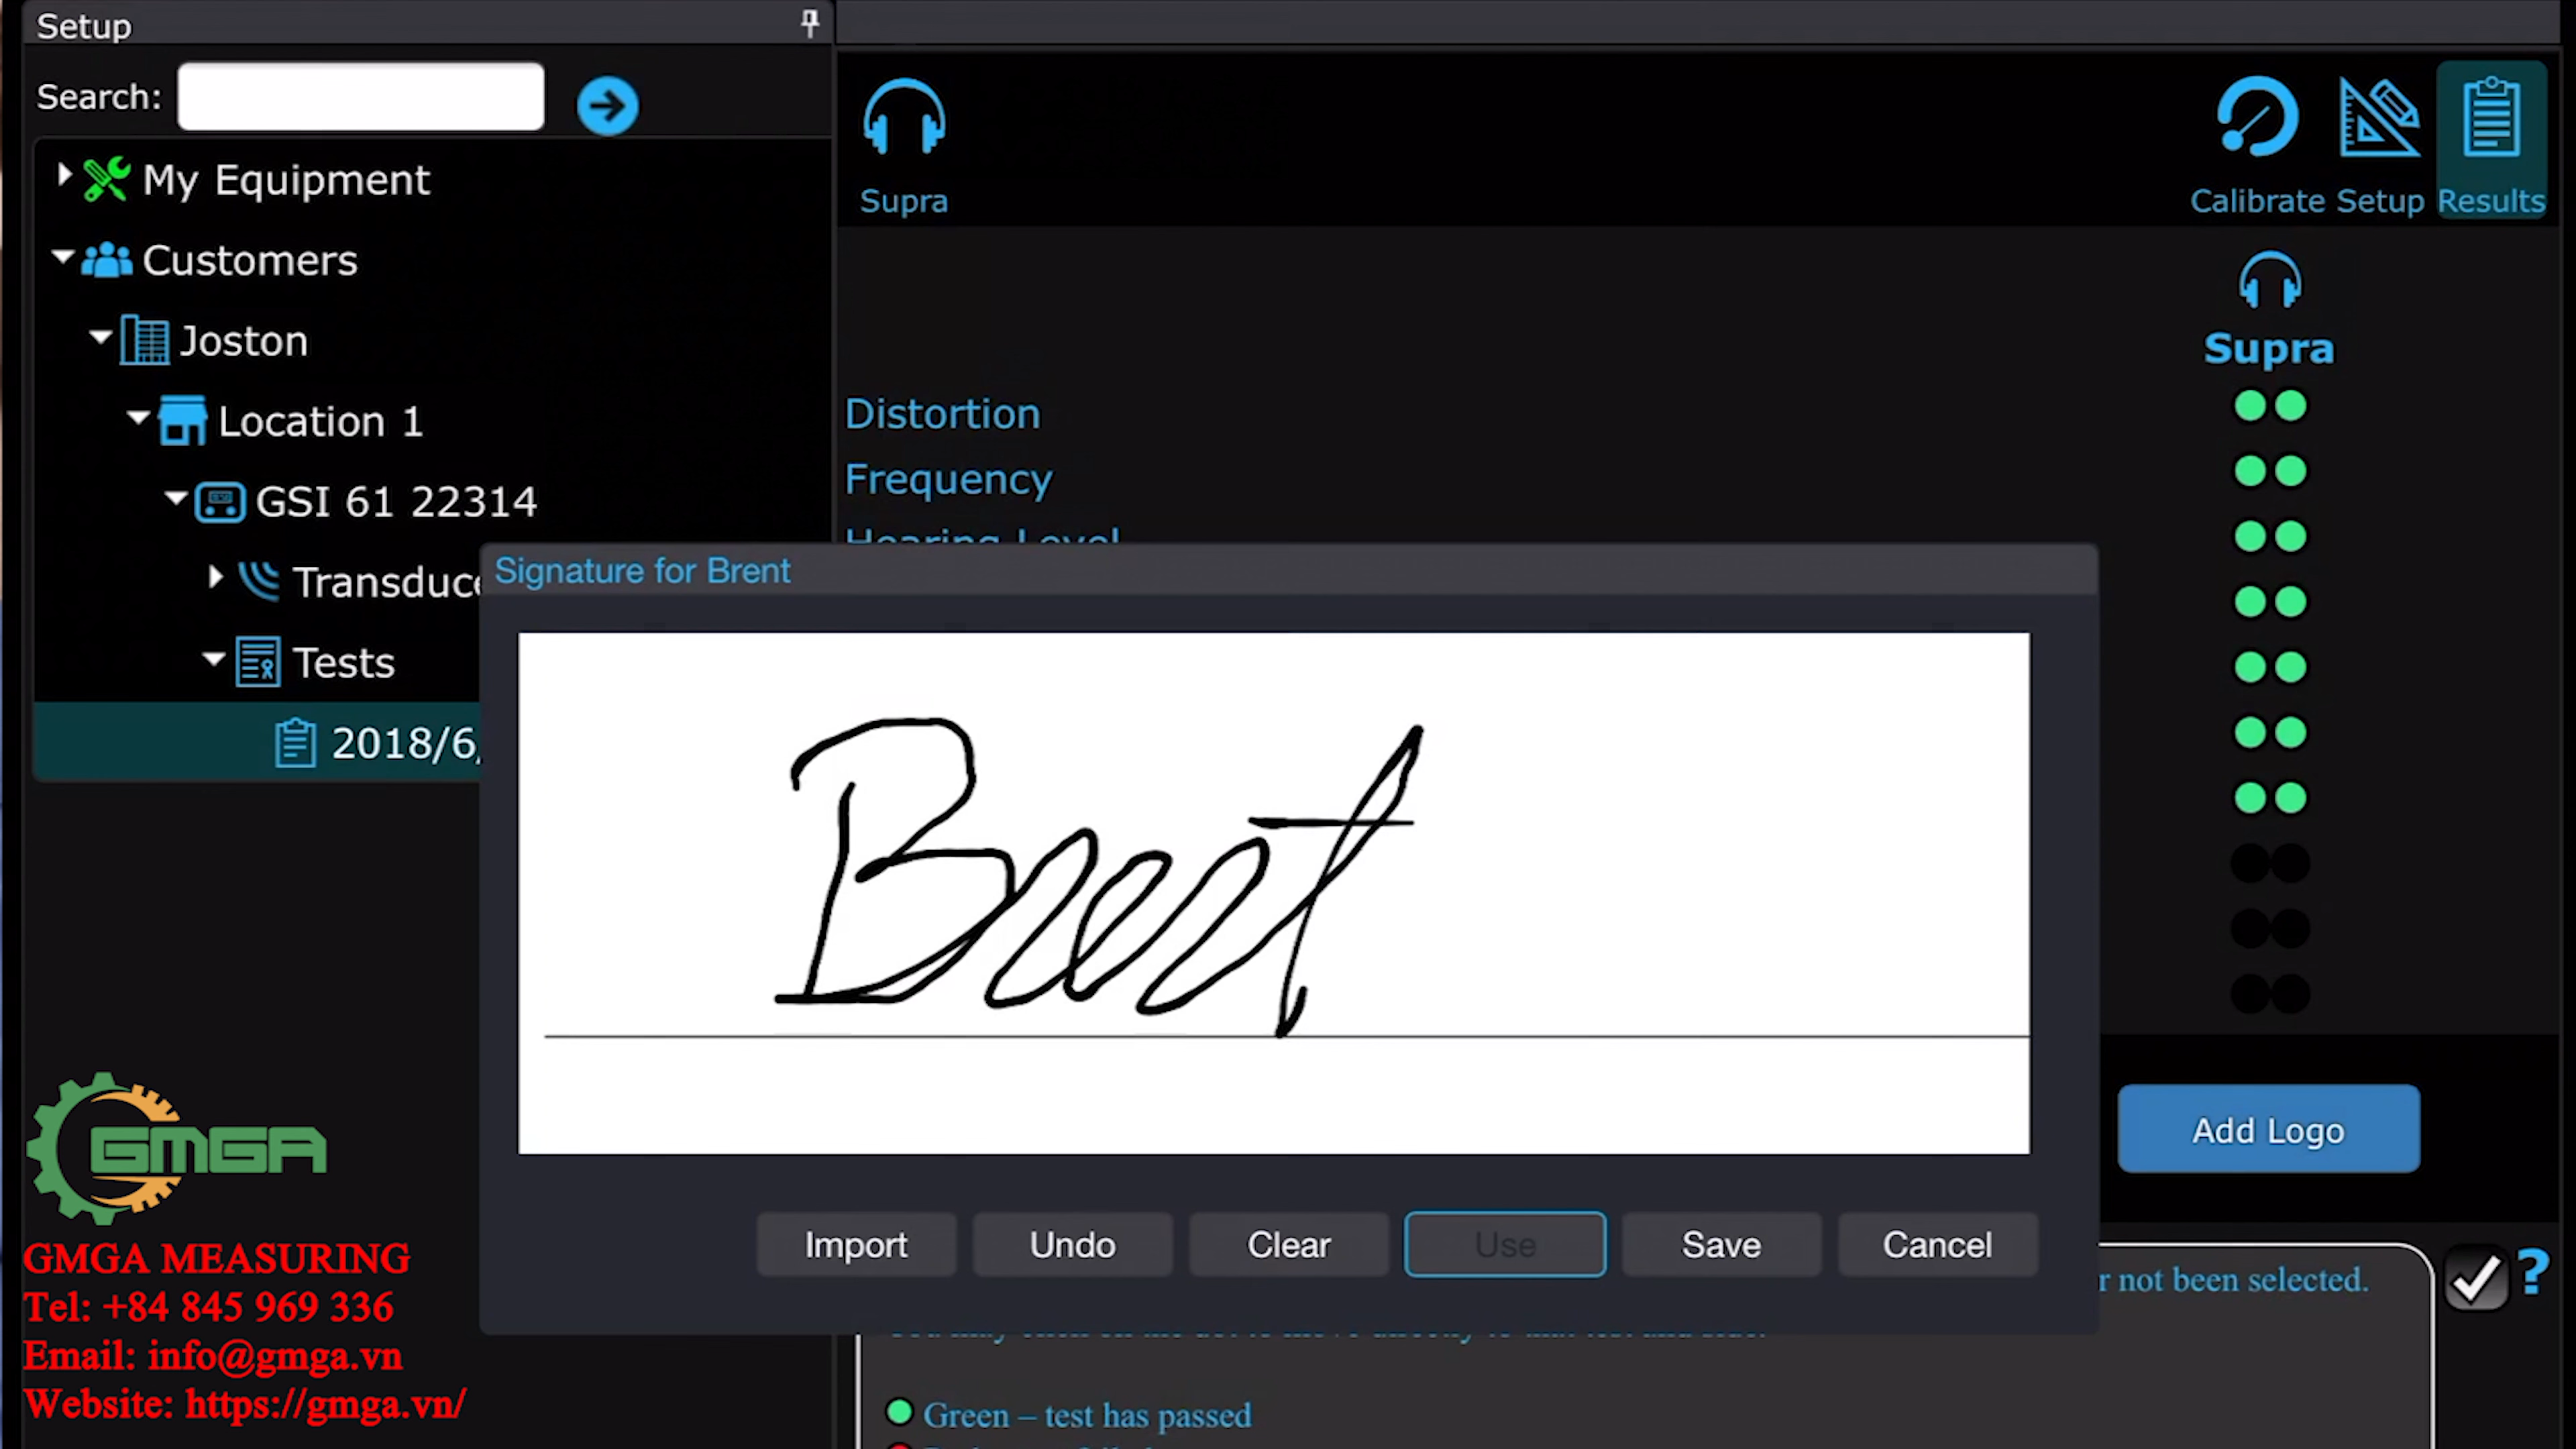 Setup
Search:
My Equipment
Customers
Joston
Location 1
GSI 61 22314
Tests
2018/6/
Supra
Calibrate
Setup
Results
Supra
Distortion
Frequency
Hearing Level
Signature for Brent
Brent
Import
Undo
Clear
Use
Save
Cancel
Add Logo
not been selected.
?
Green – test has passed
GMGA
GMGA MEASURING
Tel: +84 845 969 336
Email: info@gmga.vn
Website: https://gmga.vn/